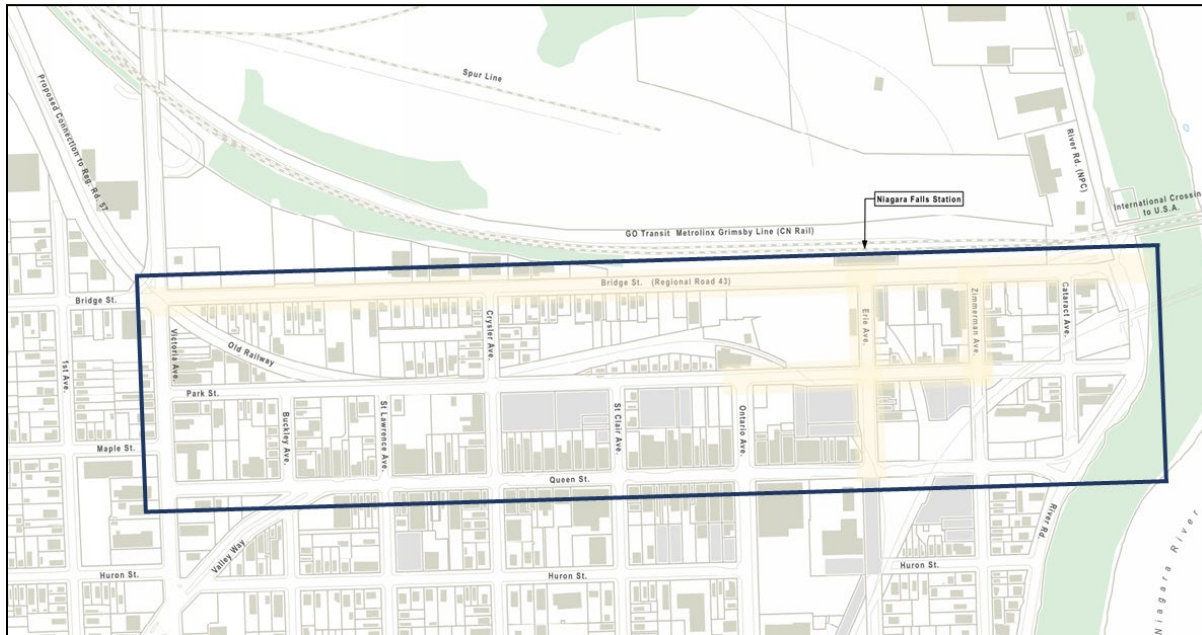 Spur Line
Proposed Connection to Reg. Rd. 57
River Rd. (NPC)
Niagara Falls Station
International Crossing
to U.S.A.
GO Transit Metrolinx Grimsby Line (CN Rail)
Bridge St.
Bridge St. (Regional Road 43)
1st Ave.
Victoria Ave.
Old Railway
Crysler Ave.
Erie Ave.
Zimmerman Ave.
Cataract Ave.
Park St.
Buckley Ave.
St Lawrence Ave.
St Clair Ave.
Ontario Ave.
Maple St.
Queen St.
Valley Way
River Rd.
Huron St.
Huron St.
Huron St.
Niagara River